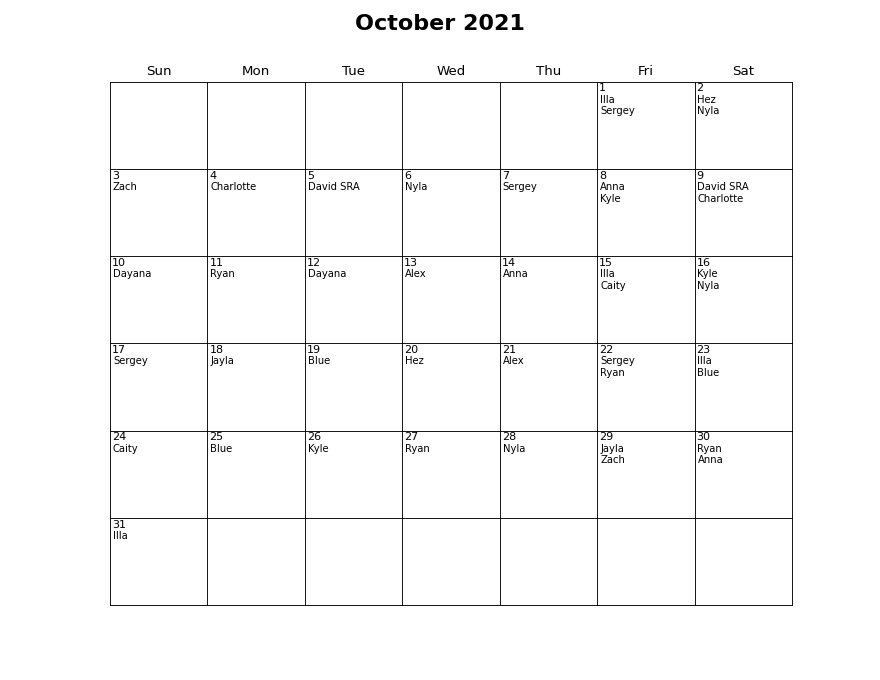 October 2021
Sun Mon Tue Wed Thu Fri Sat
1
Illa
Sergey
2
Hez
Nyla
3
Zach
4
Charlotte
5
David SRA
6
Nyla
7
Sergey
8
Anna
Kyle
9
David SRA
Charlotte
10
Dayana
11
Ryan
12
Dayana
13
Alex
14
Anna
15
Illa
Caity
16
Kyle
Nyla
17
Sergey
18
Jayla
19
Blue
20
Hez
21
Alex
22
Sergey
Ryan
23
Illa
Blue
24
Caity
25
Blue
26
Kyle
27
Ryan
28
Nyla
29
Jayla
Zach
30
Ryan
Anna
31
Illa